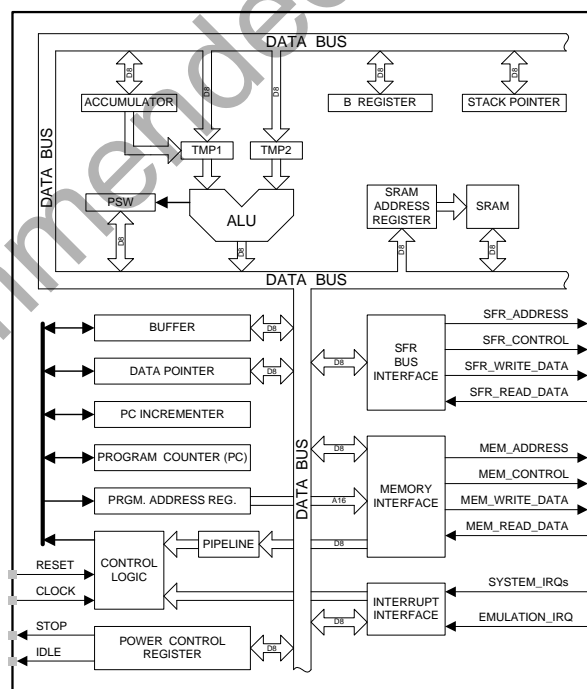 DATA BUS
D8
D8
D8
D8
D8
ACCUMULATOR
B REGISTER
STACK POINTER
DATA BUS
TMP1
TMP2
PSW
ALU
SRAM
ADDRESS
REGISTER
SRAM
D8
D8
D8
D8
DATA BUS
BUFFER
D8
DATA POINTER
D8
PC INCREMENTER
PROGRAM COUNTER (PC)
PRGM. ADDRESS REG.
A16
DATA BUS
D8
SFR
BUS
INTERFACE
SFR_ADDRESS
SFR_CONTROL
SFR_WRITE_DATA
SFR_READ_DATA
D8
MEMORY
INTERFACE
MEM_ADDRESS
MEM_CONTROL
MEM_WRITE_DATA
MEM_READ_DATA
RESET
CLOCK
CONTROL
LOGIC
PIPELINE
D8
STOP
IDLE
POWER CONTROL
REGISTER
D8
D8
INTERRUPT
INTERFACE
SYSTEM_IRQs
EMULATION_IRQ